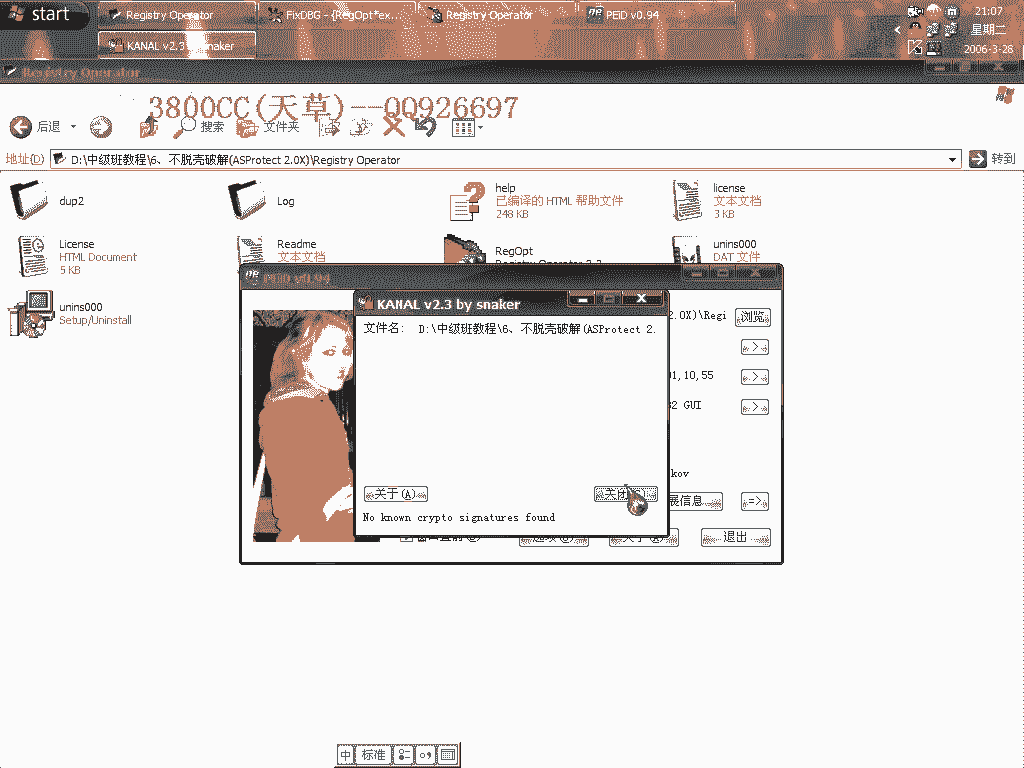 start
Registry Operator
FixDBG - {RegOpt*ex...
Registry Operator
PEiD v0.94
21:07
KANAL v2.3 by snaker
星期二
2006-3-28
Registry Operator
3800CC(天草)--QQ926697
后退
搜索
文件夹
地址(D)
D:\中级班教程\6、不脱壳破解(ASProtect 2.0X)\Registry Operator
转到
dup2
Log
help
已编译的 HTML 帮助文件
248 KB
license
文本文档
3 KB
License
HTML Document
5 KB
Readme
文本文档
RegOpt
Registry Operator
unins000
DAT 文件
unins000
Setup/Uninstall
PEiD v0.94
KANAL v2.3 by snaker
文件名: D:\中级班教程\6、不脱壳破解(ASProtect 2.
2.0X)\Regi
浏览
01,10,55
32 GUI
kov
关于(A)
关闭
展信息
No known crypto signatures found
退出
中
标准